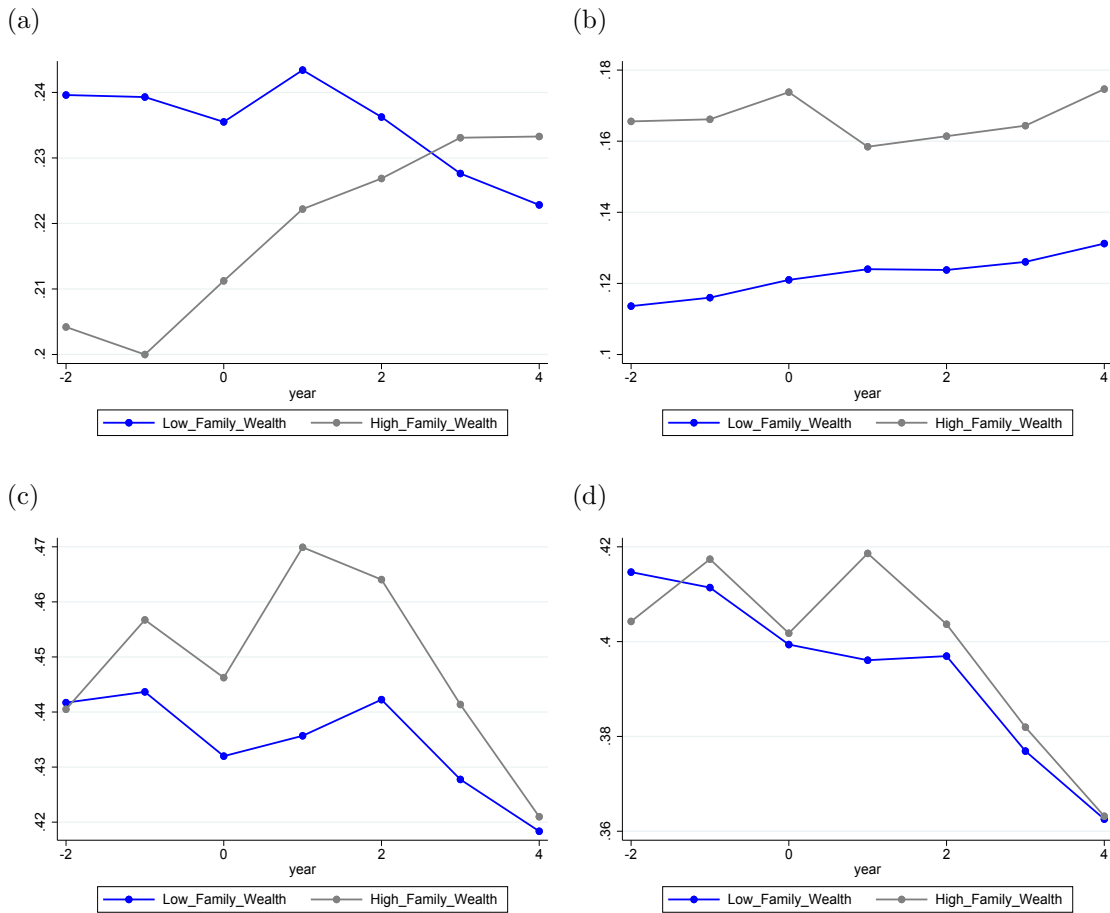 (a)
.24
.23
.22
.21
.2
-2 0 2 4
year
Low_Family_Wealth High_Family_Wealth
(b)
.18
.16
.14
.12
.1
-2 0 2 4
year
Low_Family_Wealth High_Family_Wealth
(c)
.47
.46
.45
.44
.43
.42
-2 0 2 4
year
Low_Family_Wealth High_Family_Wealth
(d)
.42
.4
.38
.36
-2 0 2 4
year
Low_Family_Wealth High_Family_Wealth